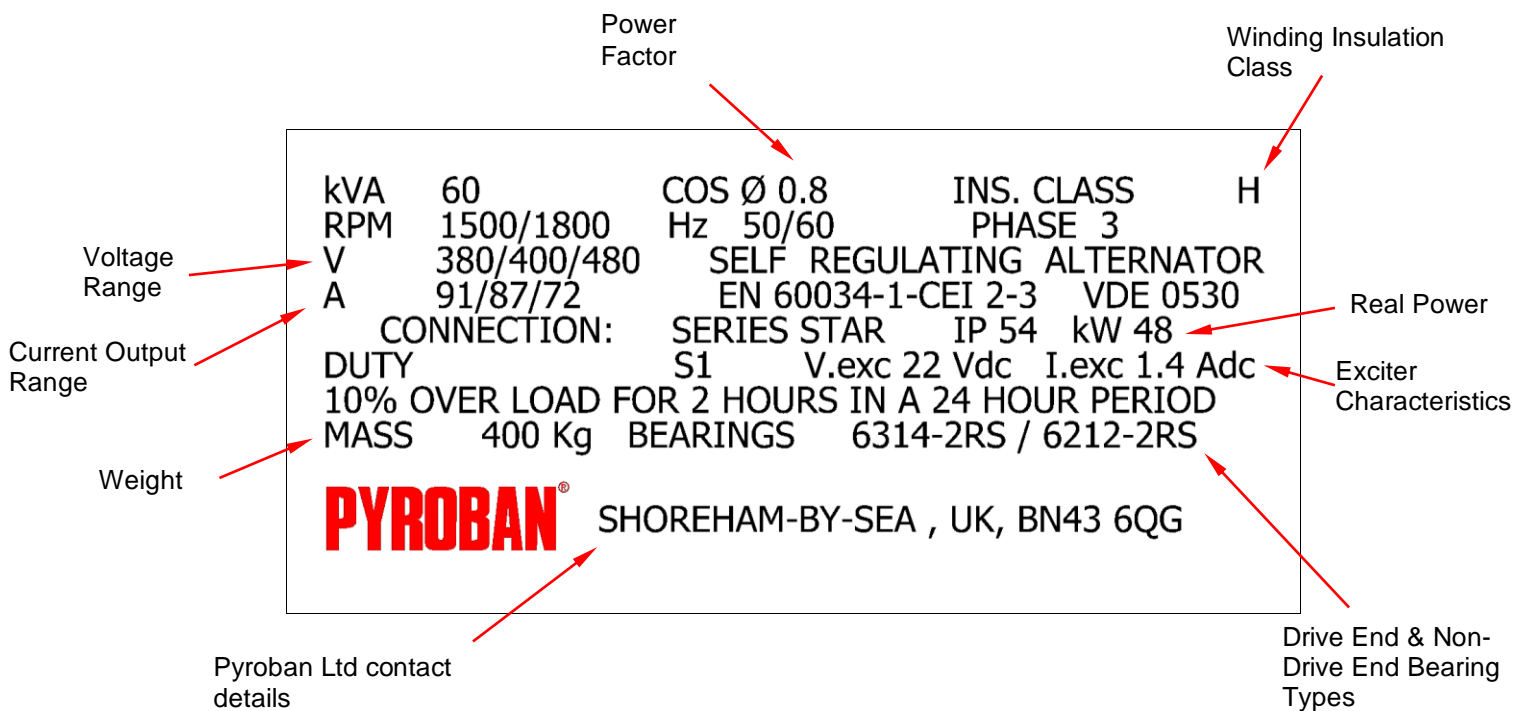 Power
Factor
Winding Insulation
Class
kVA 60 COS Ø 0.8 INS. CLASS H
RPM 1500/1800 Hz 50/60 PHASE 3
Voltage
Range
V 380/400/480 SELF REGULATING ALTERNATOR
A 91/87/72 EN 60034-1-CEI 2-3 VDE 0530
Real Power
CONNECTION: SERIES STAR IP 54 kW 48
Current Output
Range
DUTY S1 V.exc 22 Vdc I.exc 1.4 Adc
Exciter
Characteristics
10% OVER LOAD FOR 2 HOURS IN A 24 HOUR PERIOD
MASS 400 Kg BEARINGS 6314-2RS / 6212-2RS
Weight
PYROBAN® SHOREHAM-BY-SEA , UK, BN43 6QG
Pyroban Ltd contact
details
Drive End & Non-
Drive End Bearing
Types